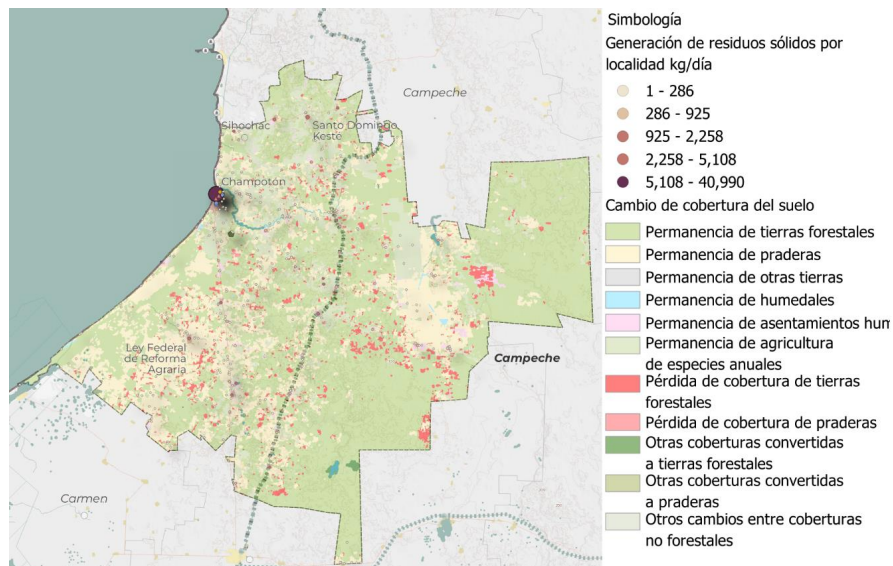 Simbología
Generación de residuos sólidos por
localidad kg/día
1 - 286
286 - 925
925 - 2,258
2,258 - 5,108
5,108 - 40,990
Cambio de cobertura del suelo
Permanencia de tierras forestales
Permanencia de praderas
Permanencia de otras tierras
Permanencia de humedales
Permanencia de asentamientos hum
Permanencia de agricultura
de especies anuales
Pérdida de cobertura de tierras
forestales
Pérdida de cobertura de praderas
Otras coberturas convertidas
a tierras forestales
Otras coberturas convertidas
a praderas
Otros cambios entre coberturas
no forestales
Campeche
Sihochac
Santo Domingo
Kesté
Champotón
Ley Federal
de Reforma
Agraria
Campeche
Carmen